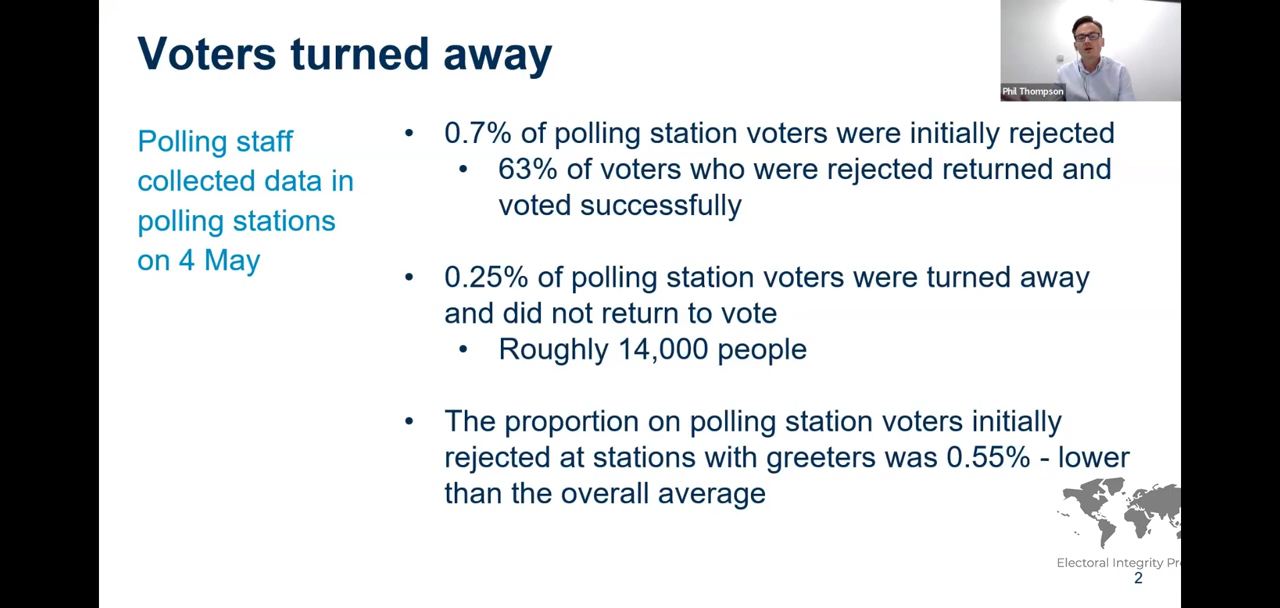 Voters turned away
Phil Thompson
Polling staff
collected data in
polling stations
on 4 May
• 0.7% of polling station voters were initially rejected
• 63% of voters who were rejected returned and
voted successfully
• 0.25% of polling station voters were turned away
and did not return to vote
• Roughly 14,000 people
• The proportion on polling station voters initially
rejected at stations with greeters was 0.55% - lower
than the overall average
Electoral Integrity Pr
2